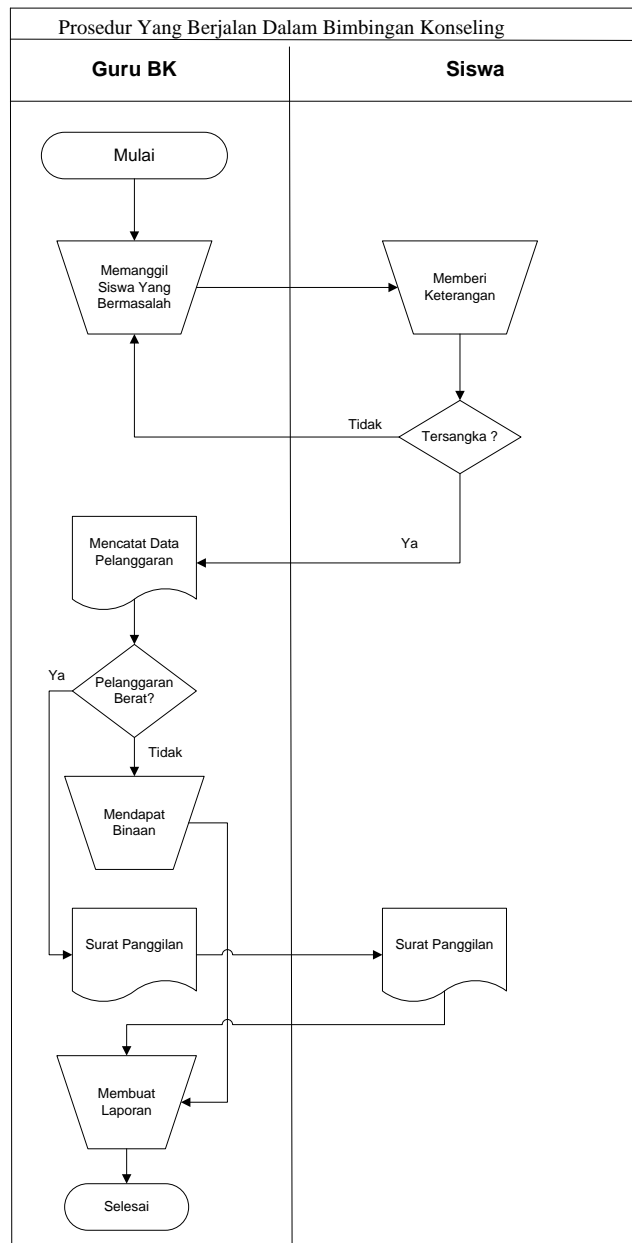 Prosedur Yang Berjalan Dalam Bimbingan Konseling
Guru BK
Siswa
Mulai
Memanggil
Siswa Yang
Bermasalah
Memberi
Keterangan
Tidak
Tersangka ?
Mencatat Data
Pelanggaran
Ya
Ya
Pelanggaran
Berat?
Tidak
Mendapat
Binaan
Surat Panggilan
Surat Panggilan
Membuat
Laporan
Selesai